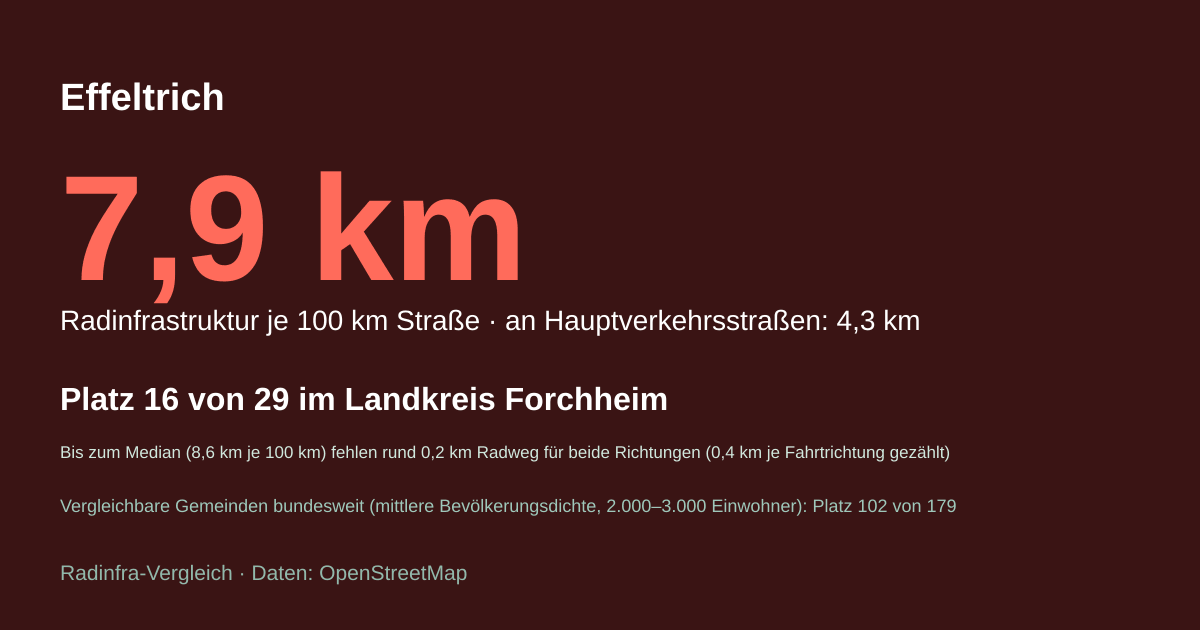 Effeltrich
7,9 km
Radinfrastruktur je 100 km Straße · an Hauptverkehrsstraßen: 4,3 km
Platz 16 von 29 im Landkreis Forchheim
Bis zum Median (8,6 km je 100 km) fehlen rund 0,2 km Radweg für beide Richtungen (0,4 km je Fahrtrichtung gezählt)
Vergleichbare Gemeinden bundesweit (mittlere Bevölkerungsdichte, 2.000–3.000 Einwohner): Platz 102 von 179
Radinfra-Vergleich · Daten: OpenStreetMap